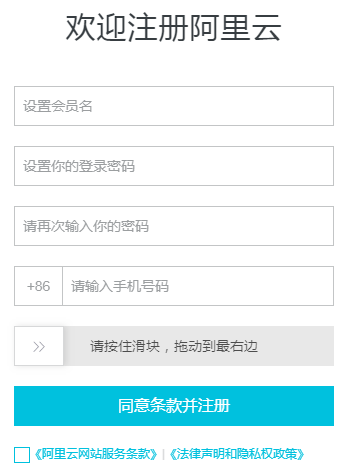 欢迎注册阿里云
设置会员名
设置你的登录密码
请再次输入你的密码
+86 请输入手机号码
请按住滑块，拖动到最右边
同意条款并注册
《阿里云网站服务条款》 | 《法律声明和隐私权政策》